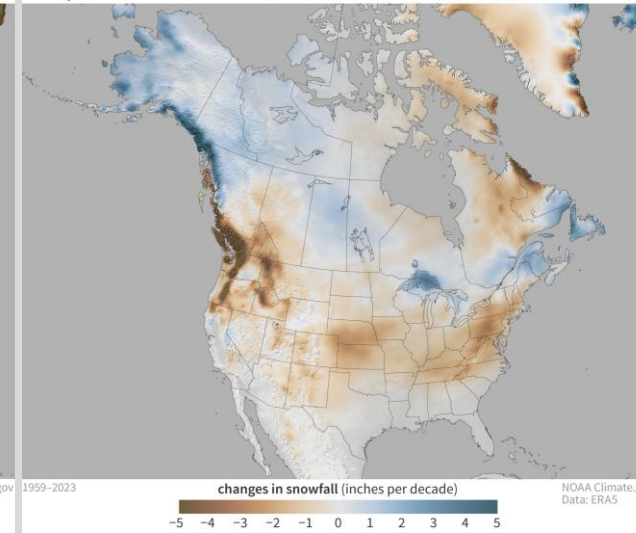 gov
1959–2023
changes in snowfall (inches per decade)
NOAA Climate.
Data: ERA5
−5 −4 −3 −2 −1 0 1 2 3 4 5